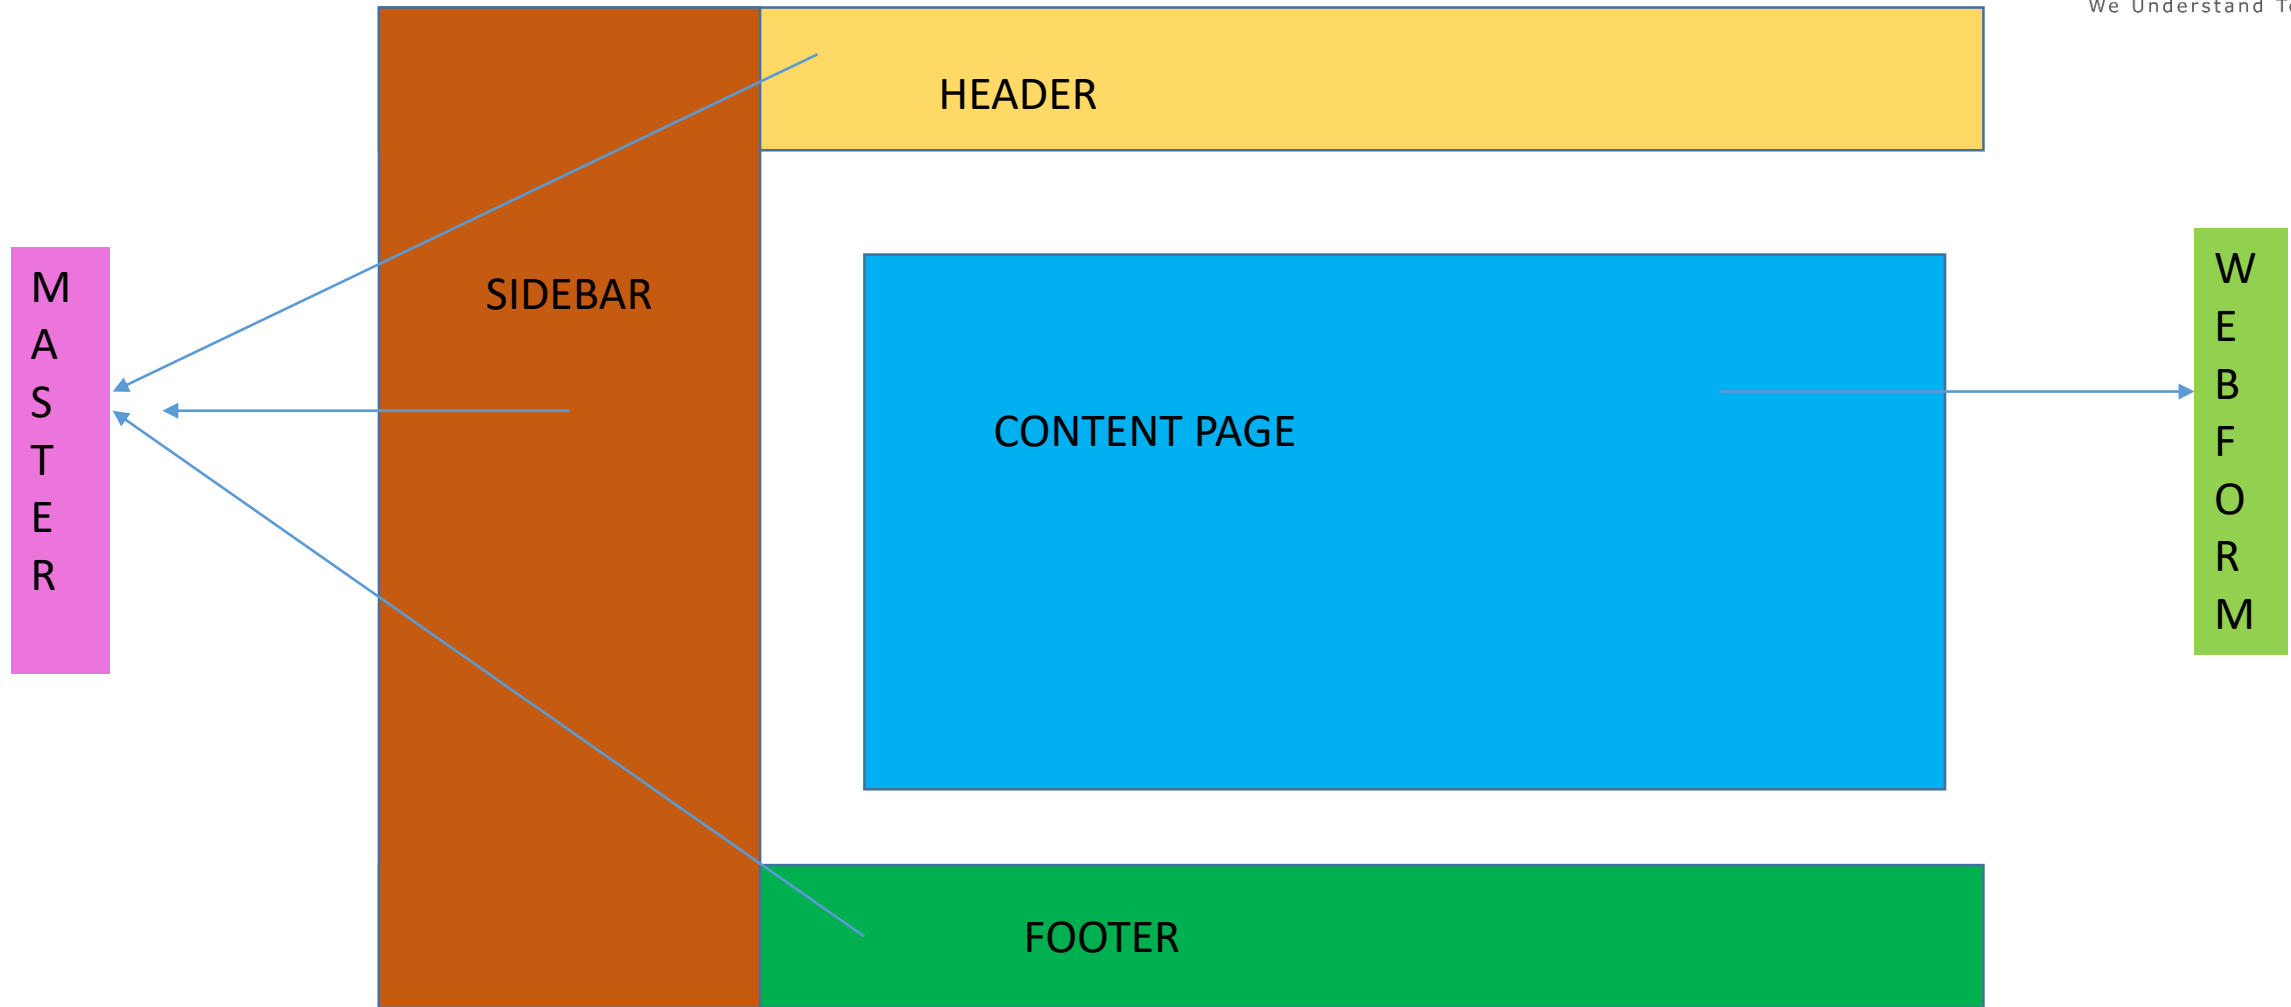 We Understand
HEADER
SIDEBAR
CONTENT PAGE
FOOTER
M
A
S
T
E
R
W
E
B
F
O
R
M